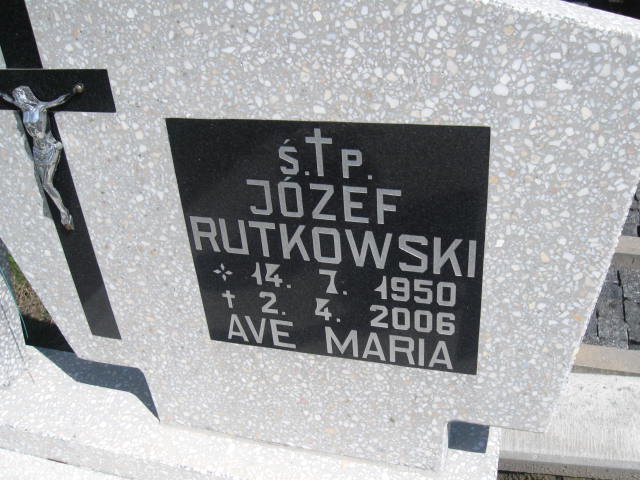 Ś.†P.
JÓZEF
RUTKOWSKI
* 14. 7. 1950
† 2. 4. 2006
AVE MARIA